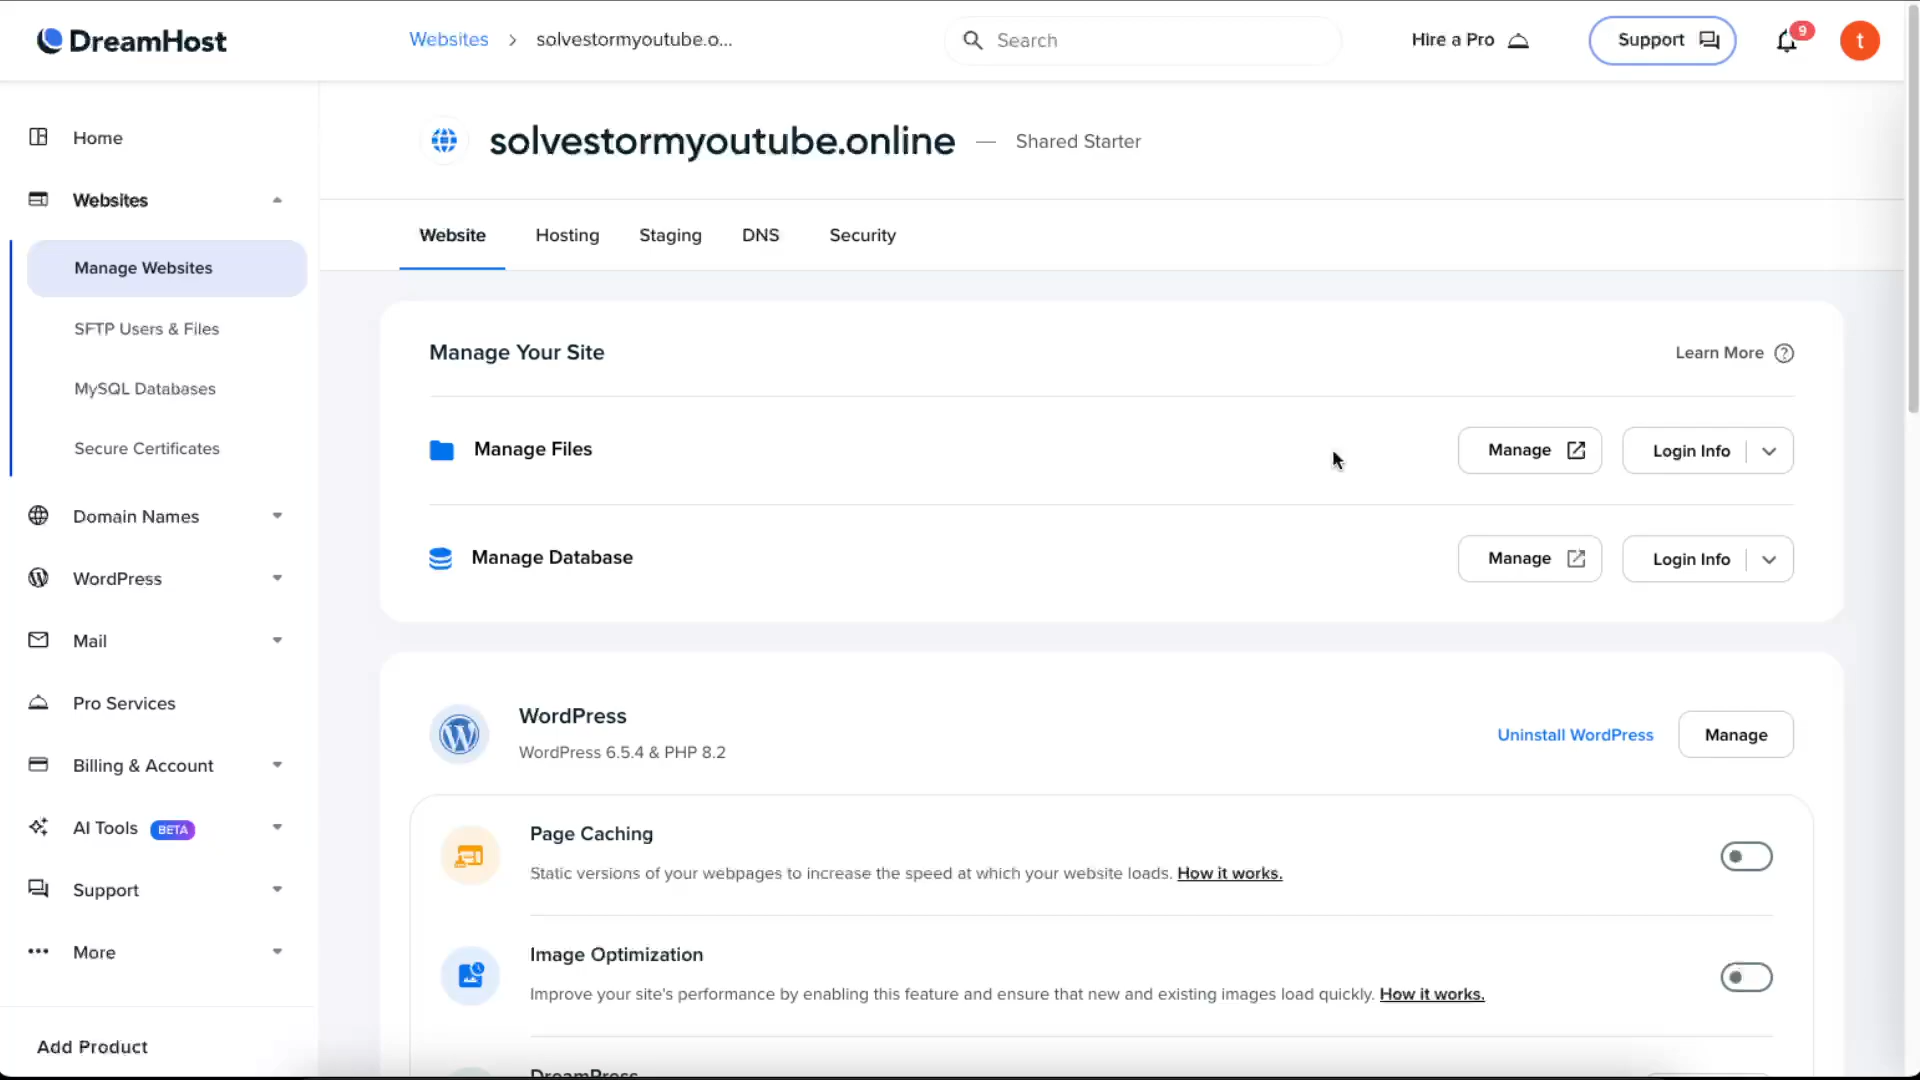 DreamHost
Websites > solvestormyoutube.o...
Search
Hire a Pro
Support
9
t
Home
Websites
Manage Websites
SFTP Users & Files
MySQL Databases
Secure Certificates
Domain Names
WordPress
Mail
Pro Services
Billing & Account
AI Tools BETA
Support
More
Add Product
solvestormyoutube.online — Shared Starter
Website Hosting Staging DNS Security
Manage Your Site
Learn More
Manage Files
Manage
Login Info
Manage Database
Manage
Login Info
WordPress
WordPress 6.5.4 & PHP 8.2
Uninstall WordPress
Manage
Page Caching
Static versions of your webpages to increase the speed at which your website loads. How it works.
Image Optimization
Improve your site's performance by enabling this feature and ensure that new and existing images load quickly. How it works.
DreamPress